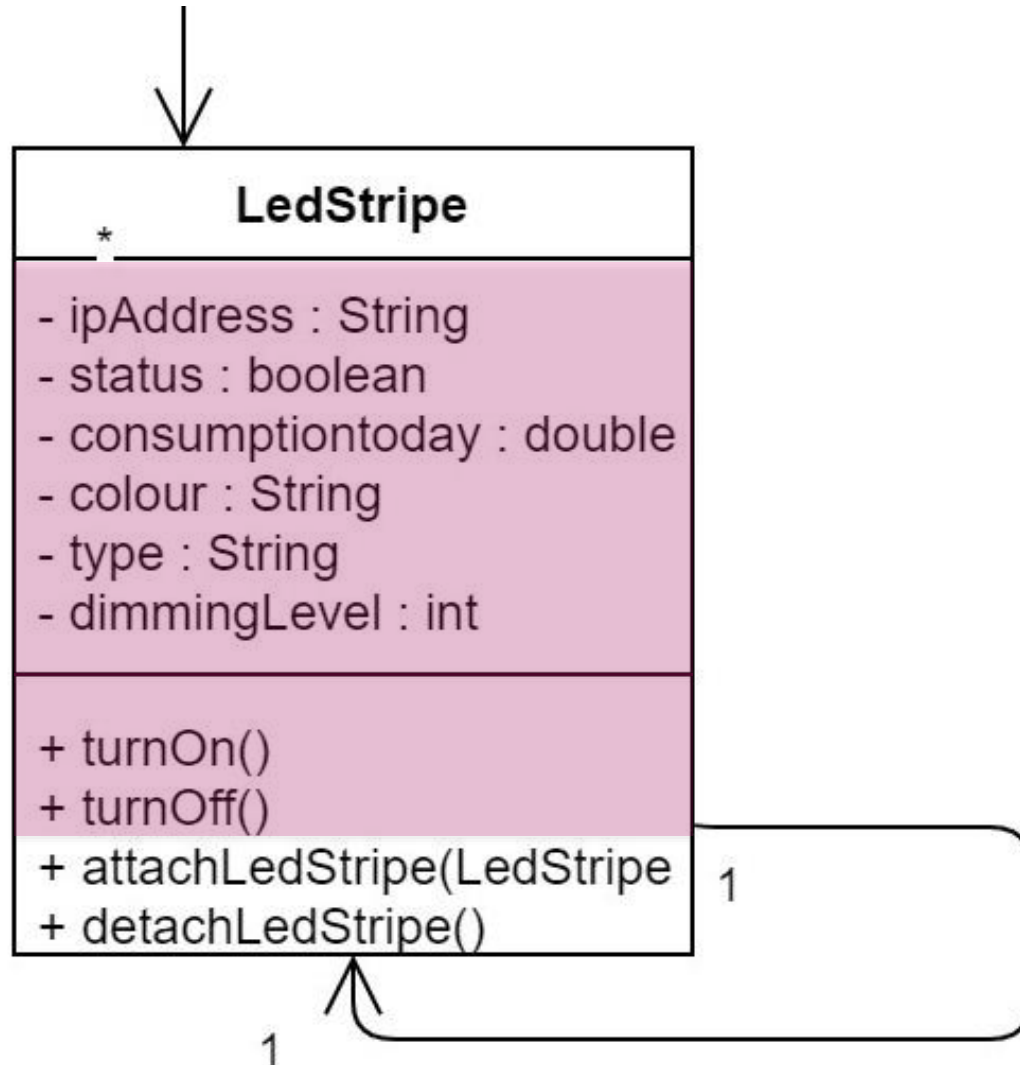 LedStripe
*
- ipAddress : String
- status : boolean
- consumptiontoday : double
- colour : String
- type : String
- dimmingLevel : int
+ turnOn()
+ turnOff()
+ attachLedStripe(LedStripe
+ detachLedStripe()
1
1